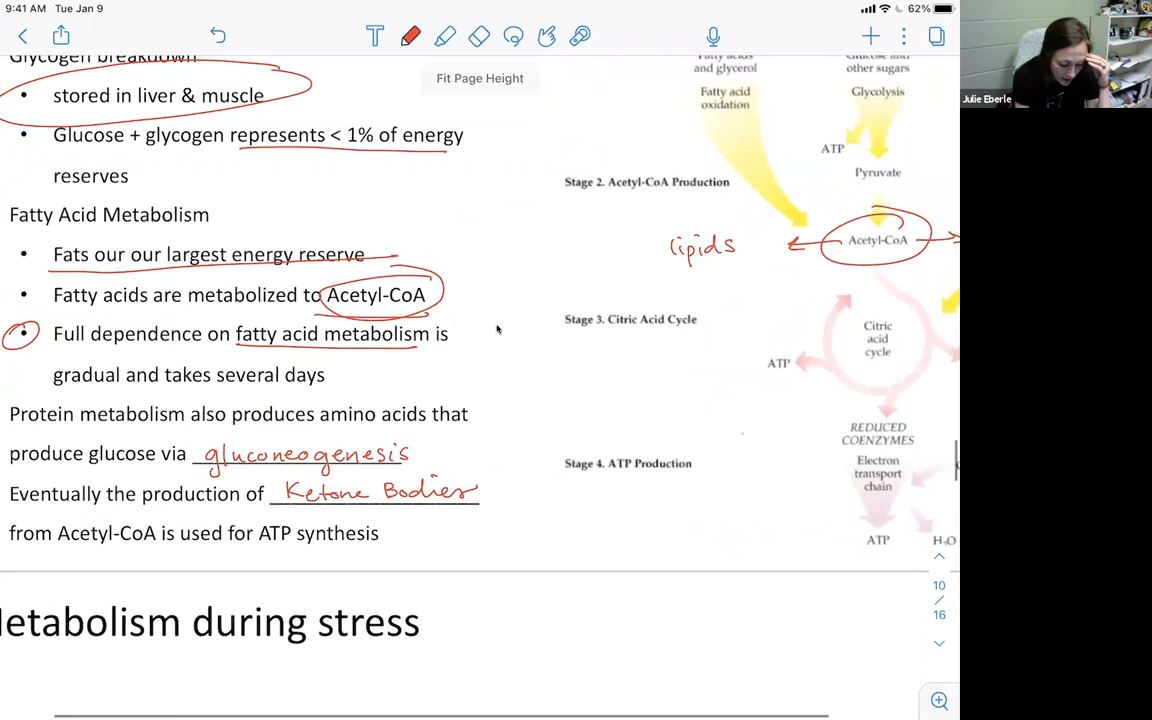 9:41 AM Tue Jan 9
62%
Fit Page Height
Glycogen breakdown
• stored in liver & muscle
• Glucose + glycogen represents < 1% of energy
reserves
Fatty Acid Metabolism
• Fats our our largest energy reserve
• Fatty acids are metabolized to Acetyl-CoA
• Full dependence on fatty acid metabolism is
gradual and takes several days
Protein metabolism also produces amino acids that
produce glucose via gluconeogenesis
Eventually the production of Ketone Bodies
from Acetyl-CoA is used for ATP synthesis
etabolism during stress
Fatty acids
and glycerol
Fatty acid
oxidation
Glucose and
other sugars
Glycolysis
ATP
Pyruvate
Stage 2. Acetyl-CoA Production
lipids
Acetyl-CoA
Stage 3. Citric Acid Cycle
Citric
acid
cycle
ATP
REDUCED
COENZYMES
Stage 4. ATP Production
Electron
transport
chain
ATP
H₂O
10
/
16
Julie Eberle